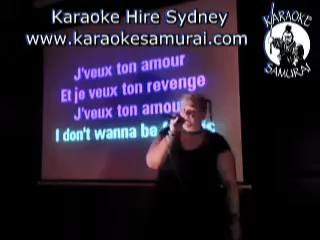 Karaoke Hire Sydney
www.karaokesamurai.com
KARAOKE
SAMURAI
J'veux ton amour
Et je veux ton revenge
J'veux ton amou
I don't wanna be